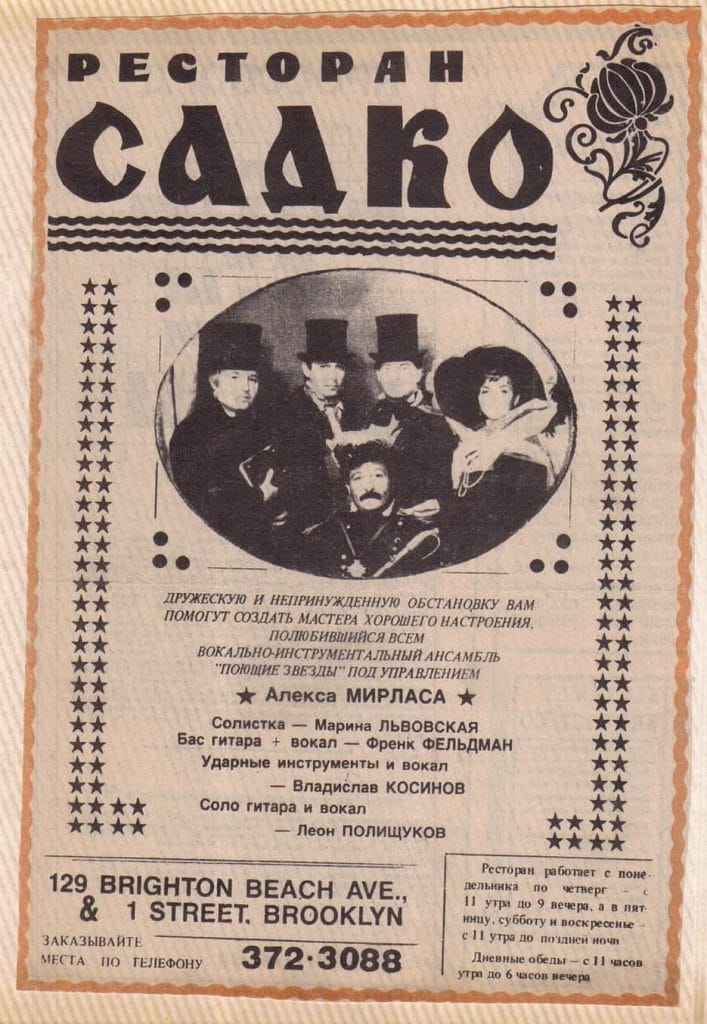 РЕСТОРАН
САДКО
ДРУЖЕСКУЮ И НЕПРИНУЖДЕННУЮ ОБСТАНОВКУ ВАМ
ПОМОГУТ СОЗДАТЬ МАСТЕРА ХОРОШЕГО НАСТРОЕНИЯ,
ПОЛЮБИВШИЙСЯ ВСЕМ
ВОКАЛЬНО-ИНСТРУМЕНТАЛЬНЫЙ АНСАМБЛЬ
"ПОЮЩИЕ ЗВЕЗДЫ" ПОД УПРАВЛЕНИЕМ
★ Алекса МИРЛАСА ★
Солистка — Марина ЛЬВОВСКАЯ
Бас гитара + вокал — Френк ФЕЛЬДМАН
Ударные инструменты и вокал
— Владислав КОСИНОВ
Соло гитара и вокал
— Леон ПОЛИЩУКОВ
129 BRIGHTON BEACH AVE.,
& 1 STREET, BROOKLYN
ЗАКАЗЫВАЙТЕ
МЕСТА ПО ТЕЛЕФОНУ 372·3088
Ресторан работает с поне-
дельника по четверг – с
11 утра до 9 вечера, а в пят-
ницу, субботу и воскресенье –
с 11 утра до поздней ночи
Дневные обеды – с 11 часов
утра до 6 часов вечера